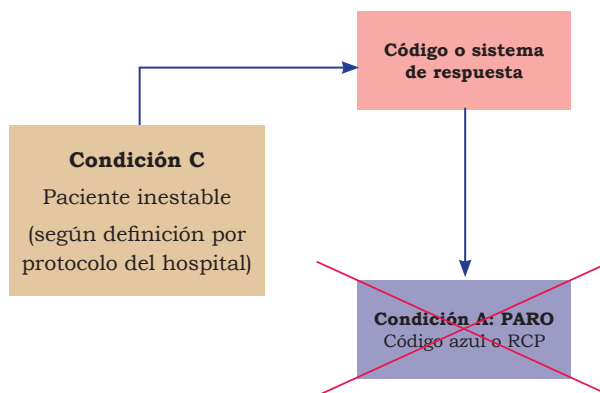 Código o sistema
de respuesta
Condición C
Paciente inestable
(según definición por
protocolo del hospital)
Condición A: PARO
Código azul o RCP